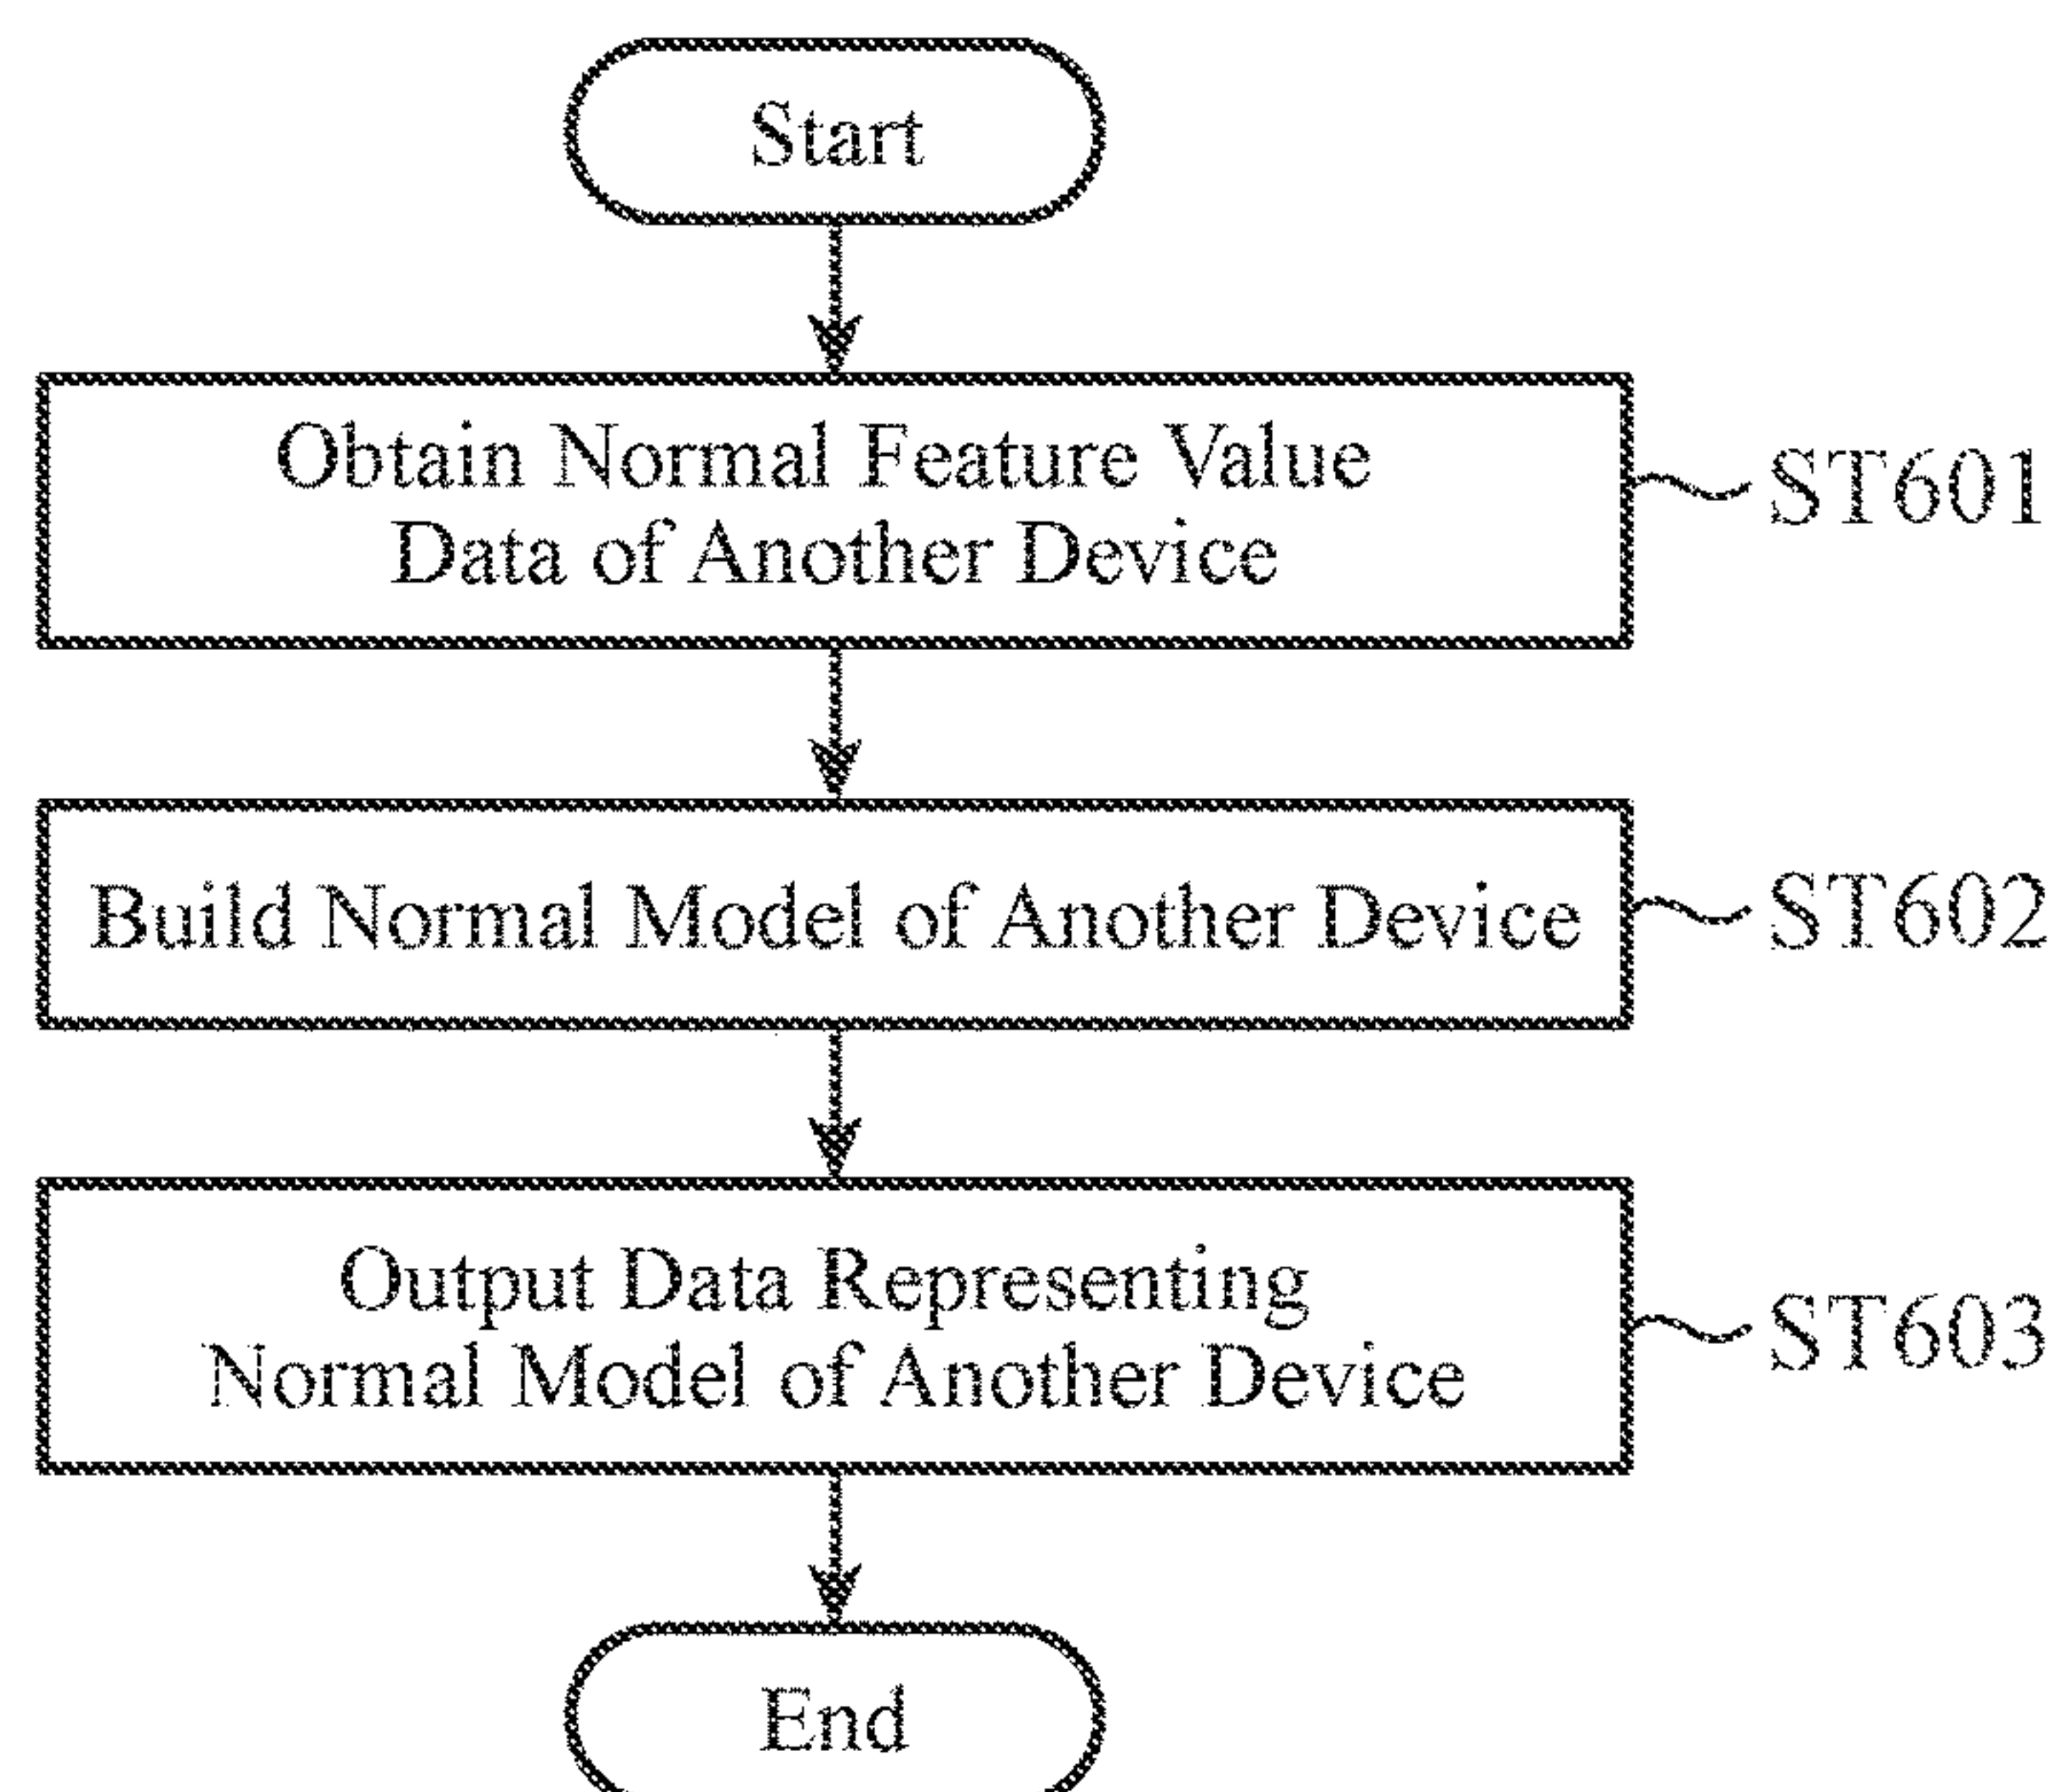 Start
Obtain Normal Feature Value
Data of Another Device
ST601
Build Normal Model of Another Device
ST602
Output Data Representing
Normal Model of Another Device
ST603
End